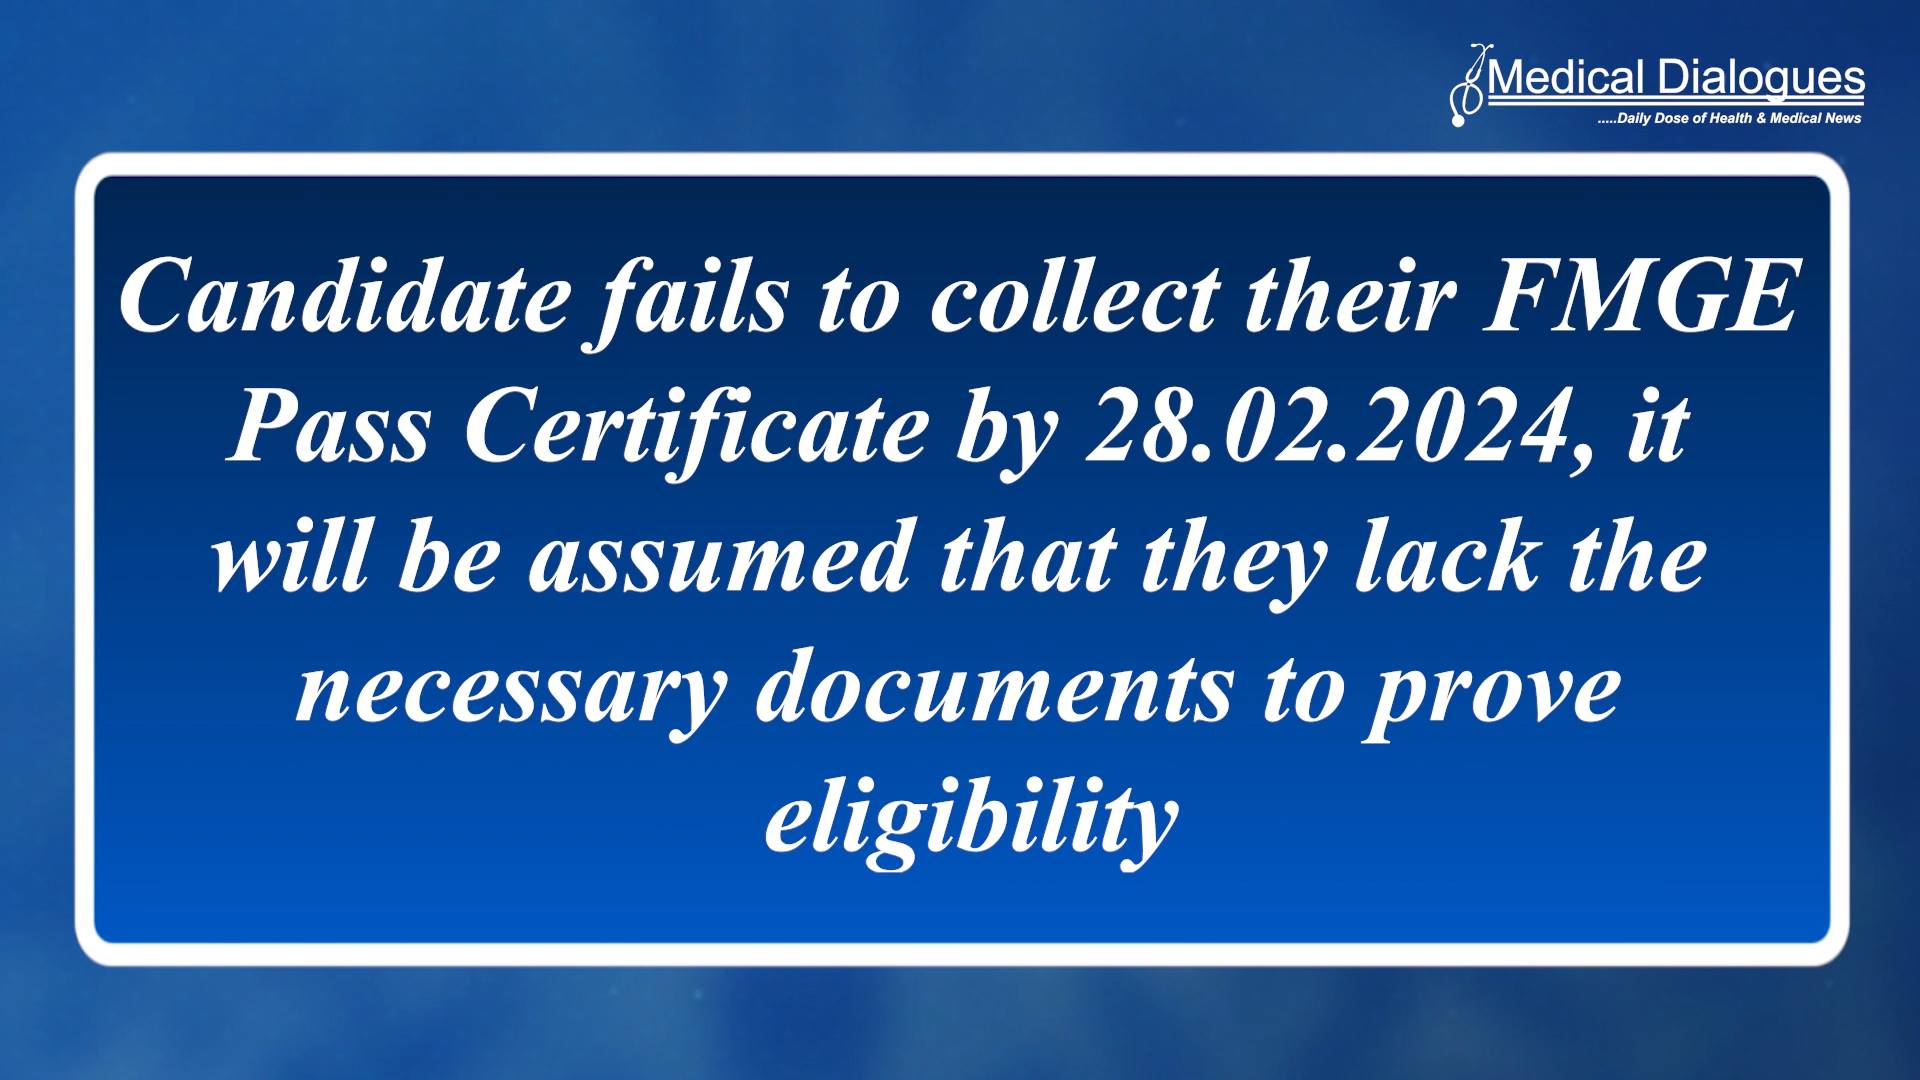 Medical Dialogues
.....Daily Dose of Health & Medical News
Candidate fails to collect their FMGE
Pass Certificate by 28.02.2024, it
will be assumed that they lack the
necessary documents to prove
eligibility